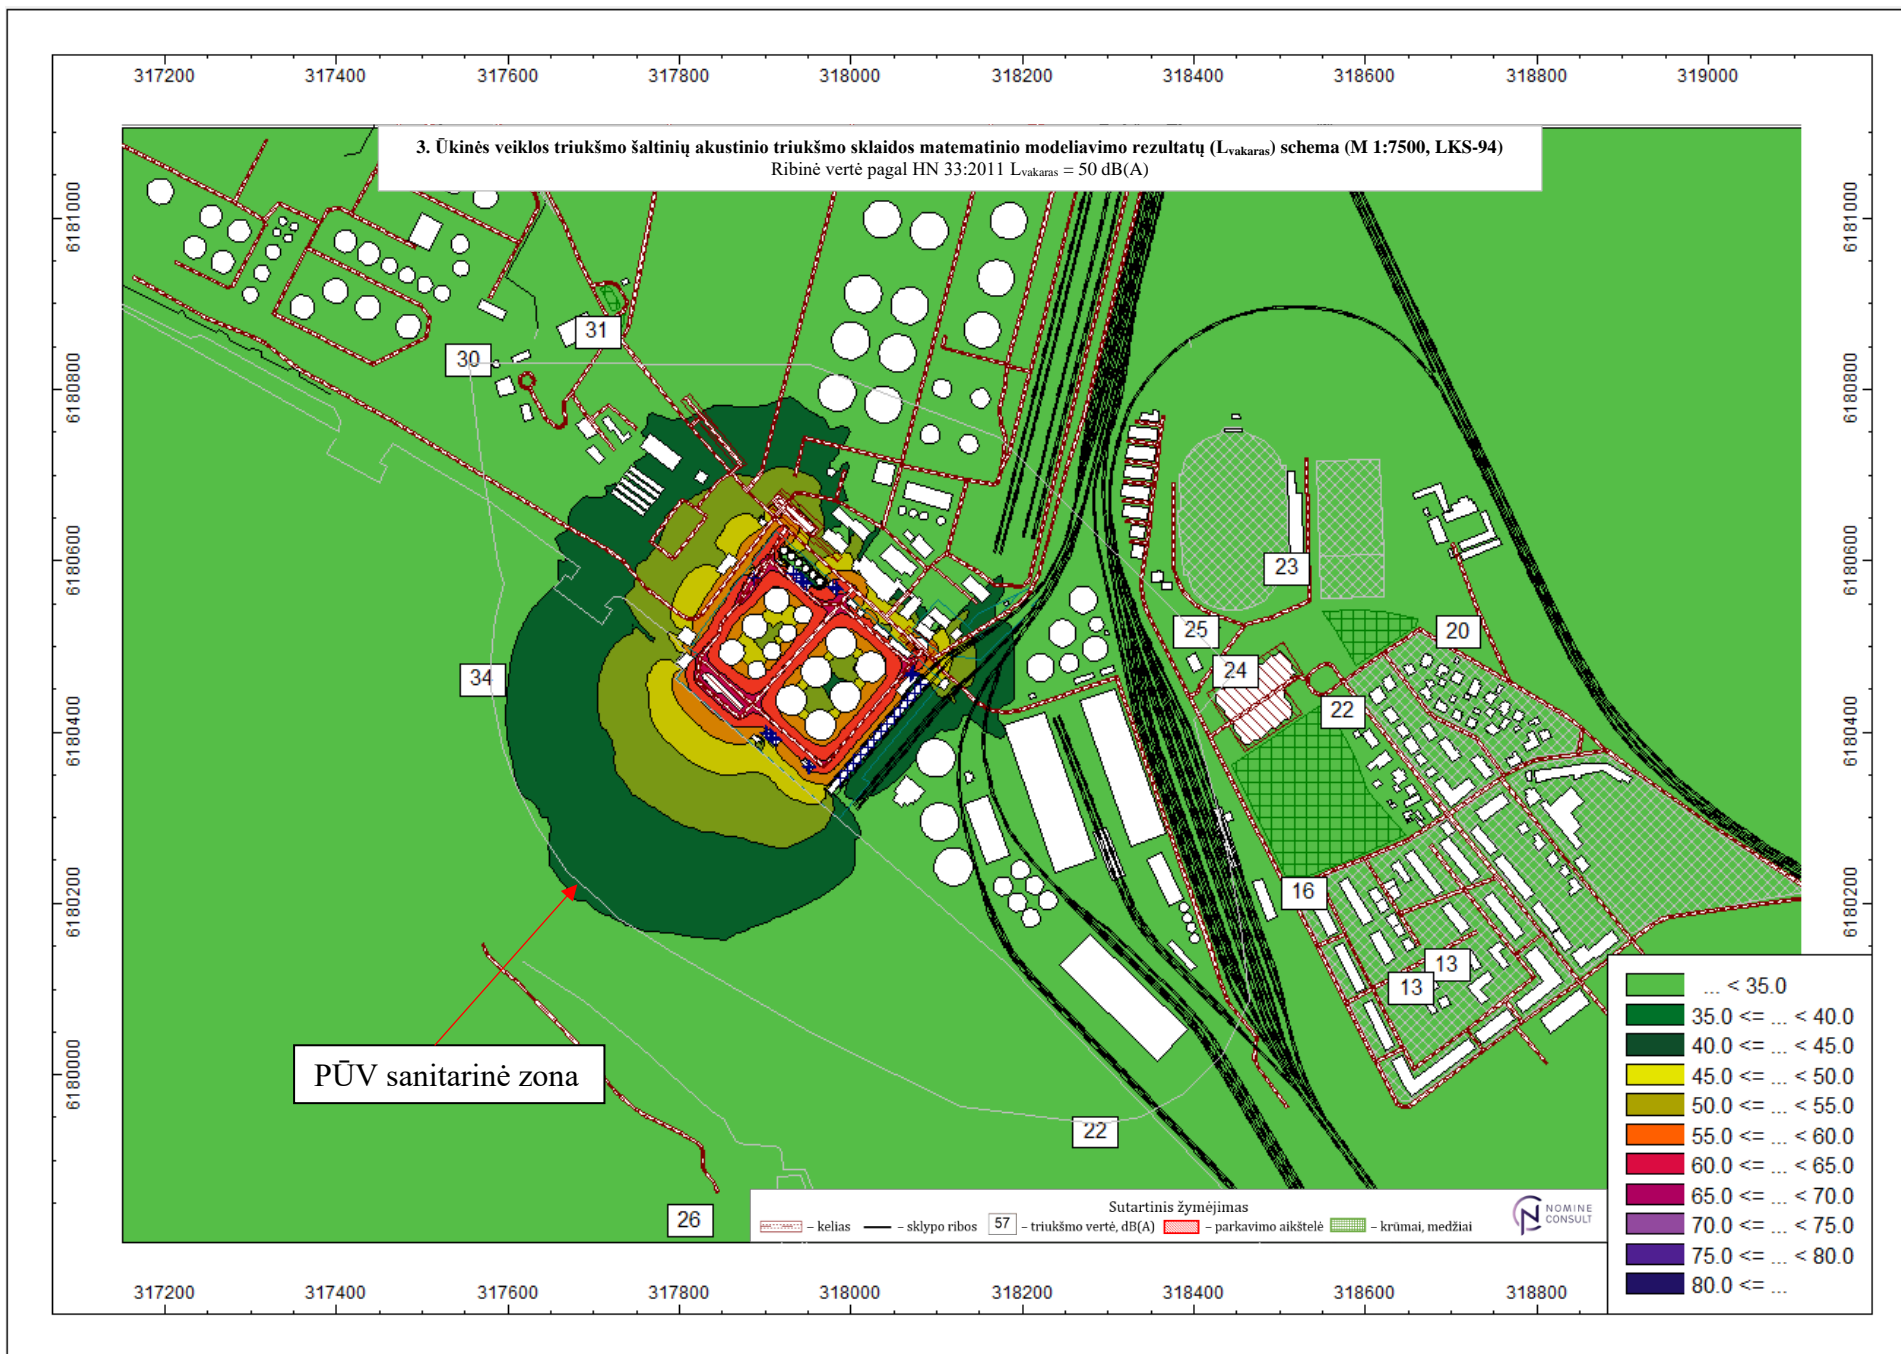 317200 317400 317600 317800 318000 318200 318400 318600 318800 319000
3. Ūkinės veiklos triukšmo šaltinių akustinio triukšmo sklaidos matematinio modeliavimo rezultatų (Lvakaras) schema (M 1:7500, LKS-94)
Ribinė vertė pagal HN 33:2011 Lvakaras = 50 dB(A)
6181000
6181000
31
30
6180800
6180800
6180600
6180600
23
25
20
24
34
22
6180400
6180400
16
6180200
6180200
13
13
PŪV sanitarinė zona
6180000
22
26
... < 35.0
35.0 <= ... < 40.0
40.0 <= ... < 45.0
45.0 <= ... < 50.0
50.0 <= ... < 55.0
55.0 <= ... < 60.0
60.0 <= ... < 65.0
65.0 <= ... < 70.0
70.0 <= ... < 75.0
75.0 <= ... < 80.0
80.0 <= ...
Sutartinis žymėjimas
– kelias – sklypo ribos 57 – triukšmo vertė, dB(A) – parkavimo aikštelė – krūmai, medžiai
NOMINE
CONSULT
317200 317400 317600 317800 318000 318200 318400 318600 318800